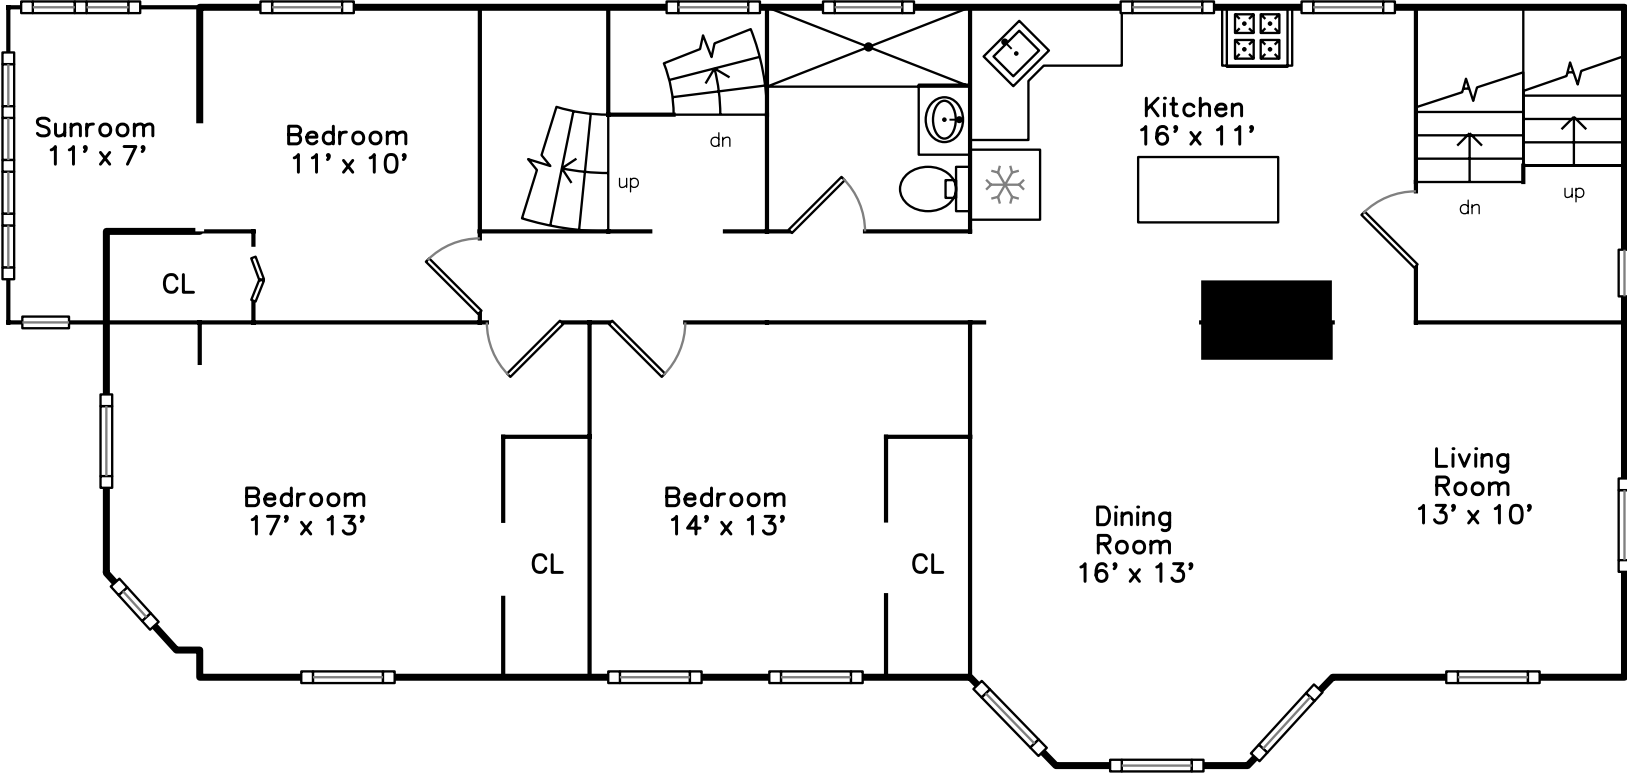 Sunroom
11' x 7'
Bedroom
11' x 10'
dn
up
Kitchen
16' x 11'
dn
up
CL
Bedroom
17' x 13'
CL
Bedroom
14' x 13'
CL
Dining
Room
16' x 13'
Living
Room
13' x 10'